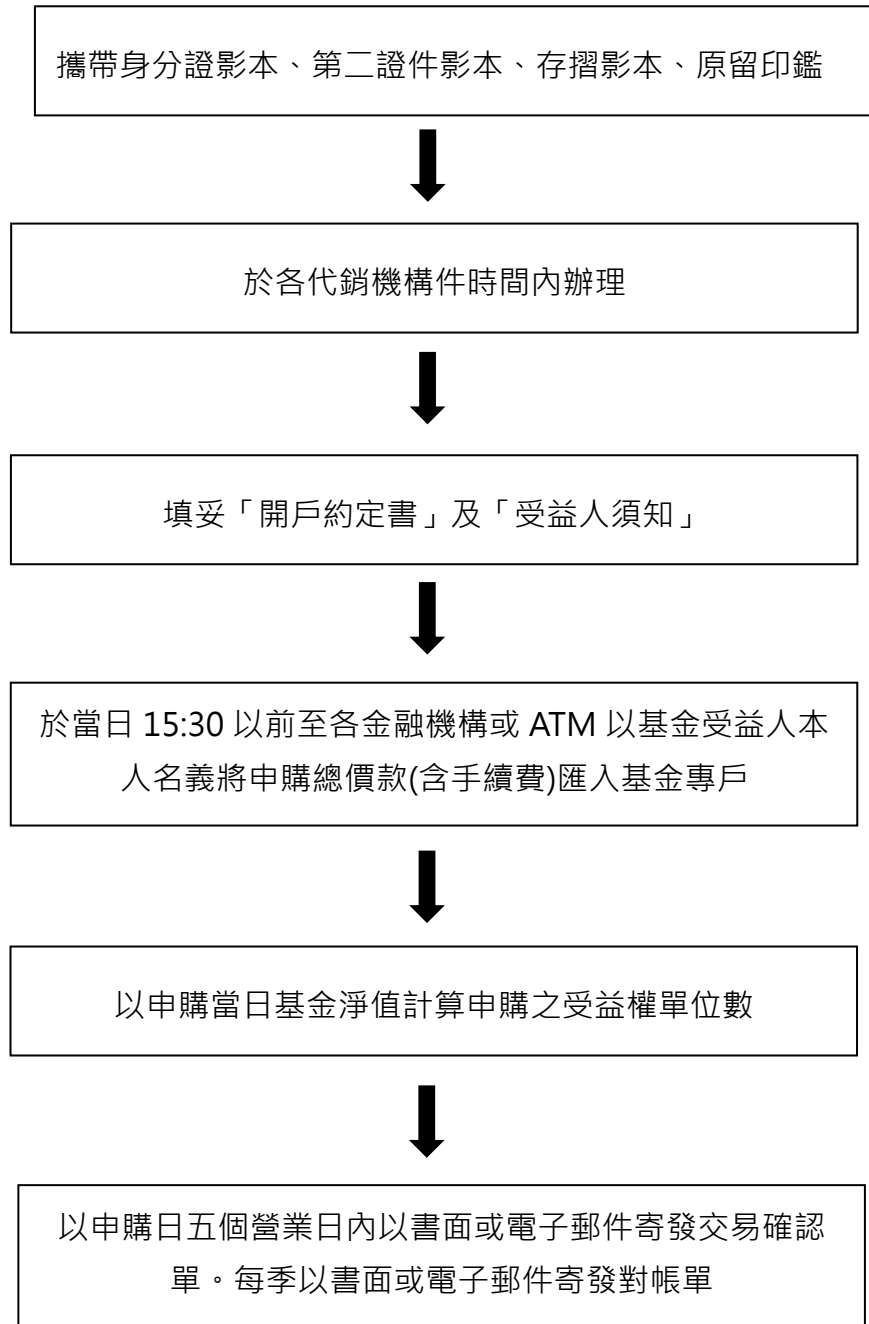 攜帶身分證影本、第二證件影本、存摺影本、原留印鑑
於各代銷機構件時間內辦理
填妥「開戶約定書」及「受益人須知」
於當日 15:30 以前至各金融機構或 ATM 以基金受益人本
人名義將申購總價款(含手續費)匯入基金專戶
以申購當日基金淨值計算申購之受益權單位數
以申購日五個營業日內以書面或電子郵件寄發交易確認
單。每季以書面或電子郵件寄發對帳單